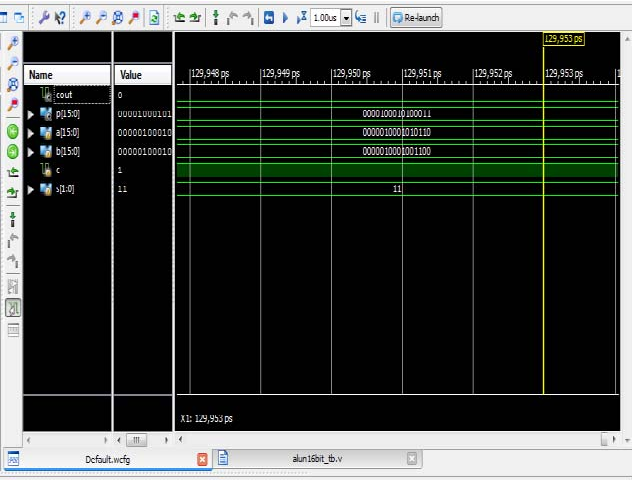 1.00us Re-launch
129,953 ps
Name Value
129,948 ps 129,949 ps 129,950 ps 129,951 ps 129,952 ps 129,953 ps
cout 0
p[15:0] 00001000101 0000100010100011
a[15:0] 00000100010 0000010001010110
b[15:0] 00000100010 0000010001001100
c 1
s[1:0] 11 11
X1: 129,953 ps
Default.wcfg alun16bit_tb.v